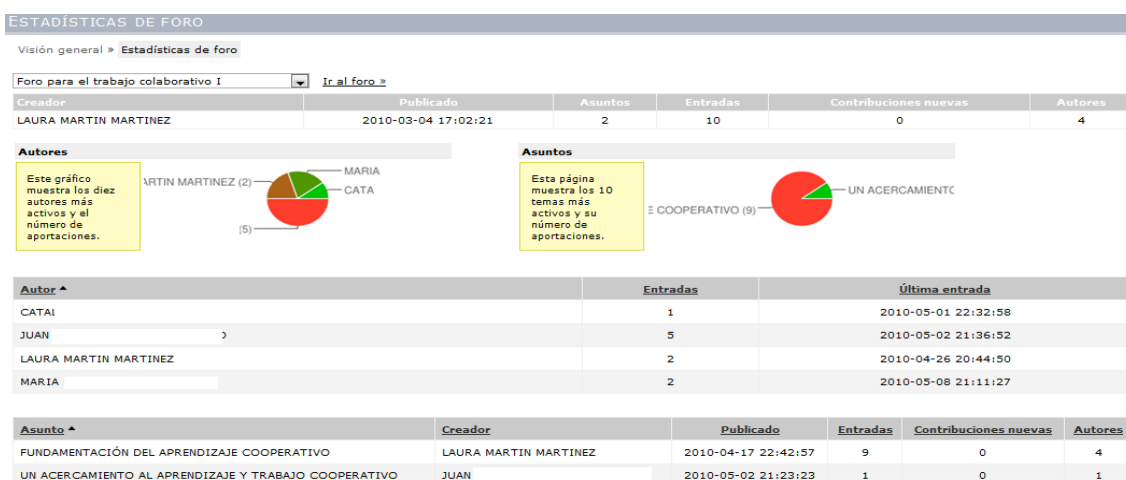 ESTADÍSTICAS DE FORO
Visión general » Estadísticas de foro
Foro para el trabajo colaborativo I Ir al foro »
Creador Publicado Asuntos Entradas Contribuciones nuevas Autores
LAURA MARTIN MARTINEZ 2010-03-04 17:02:21 2 10 0 4
Autores Asuntos
Este gráfico
muestra los diez
autores más
activos y el
número de
aportaciones.
ARTIN MARTINEZ (2)
MARIA
CATA
(5)
Esta página
muestra los 10
temas más
activos y su
número de
aportaciones.
E COOPERATIVO (9)
UN ACERCAMIENTO
Autor Entradas Última entrada
CATAL 1 2010-05-01 22:32:58
JUAN 5 2010-05-02 21:36:52
LAURA MARTIN MARTINEZ 2 2010-04-26 20:44:50
MARIA 2 2010-05-08 21:11:27
Asunto Creador Publicado Entradas Contribuciones nuevas Autores
FUNDAMENTACIÓN DEL APRENDIZAJE COOPERATIVO LAURA MARTIN MARTINEZ 2010-04-17 22:42:57 9 0 4
UN ACERCAMIENTO AL APRENDIZAJE Y TRABAJO COOPERATIVO JUAN 2010-05-02 21:23:23 1 0 1